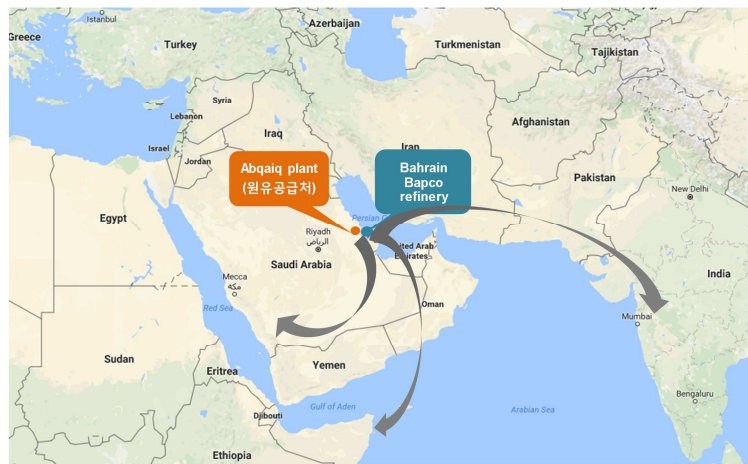 Istanbul
Greece
Turkey
Azerbaijan
Turkmenistan
Tajikistan
Syria
Lebanon
Iraq
Iran
Afghanistan
Israel
Jordan
Abqaiq plant
(원유공급처)
Bahrain
Bapco
refinery
Pakistan
New Delhi
Egypt
Persian G
Riyadh
الرياض
United Arab
Emirates
Saudi Arabia
Mecca
مكة
Oman
India
Red Sea
Mumbai
Sudan
Eritrea
Yemen
Djibouti
Gulf of Aden
Arabian Sea
Bengaluru
Ethiopia